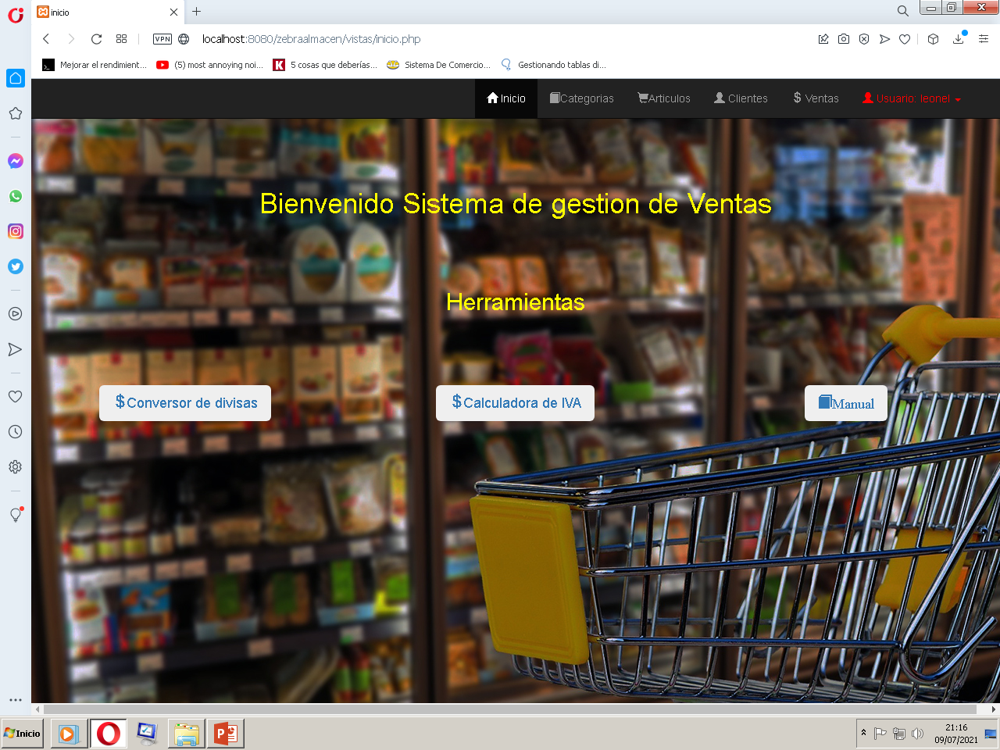 inicio
VPN localhost:8080/zebraalmacen/vistas/inicio.php
Mejorar el rendimient... (5) most annoying noi... 5 cosas que deberías... Sistema De Comercio... Gestionando tablas di...
Inicio Categorias Articulos Clientes $ Ventas Usuario: leonel
Bienvenido Sistema de gestion de Ventas
Herramientas
$Conversor de divisas $Calculadora de IVA Manual
Inicio 21:16
09/07/2021